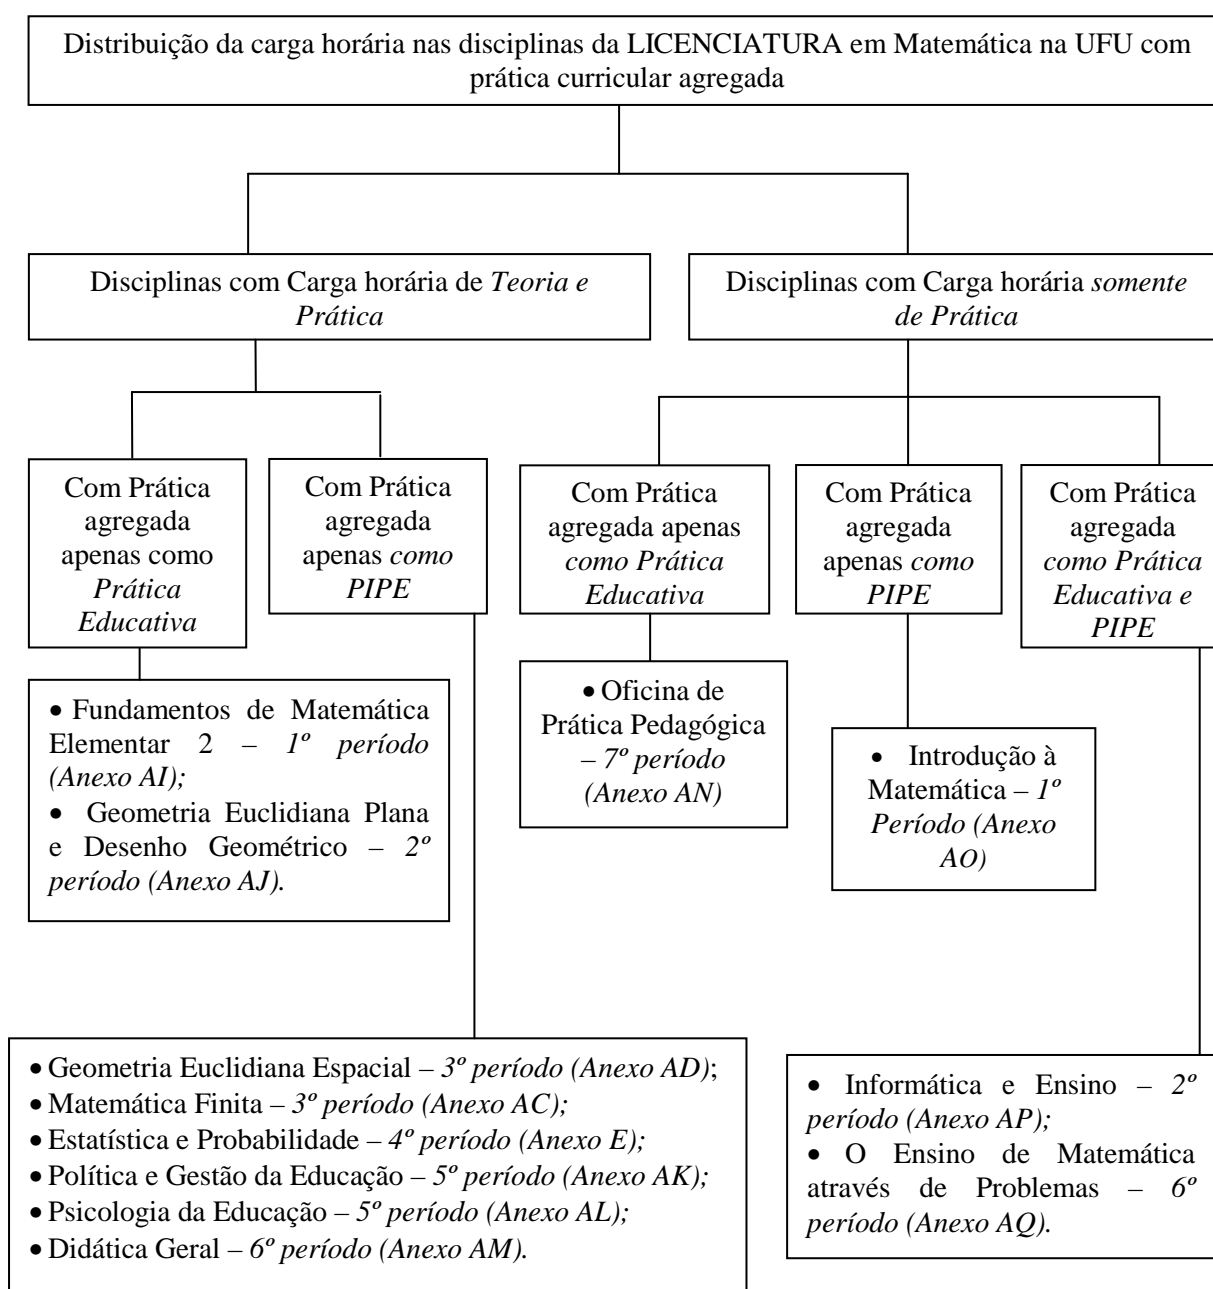 Distribuição da carga horária nas disciplinas da LICENCIATURA em Matemática na UFU com
prática curricular agregada
Disciplinas com Carga horária de Teoria e
Prática
Disciplinas com Carga horária somente
de Prática
Com Prática
agregada
apenas como
Prática
Educativa
Com Prática
agregada
apenas como
PIPE
Com Prática
agregada apenas
como Prática
Educativa
Com Prática
agregada
apenas como
PIPE
Com Prática
agregada
como Prática
Educativa e
PIPE
• Fundamentos de Matemática
Elementar 2 – 1º período
(Anexo AI);
• Geometria Euclidiana Plana
e Desenho Geométrico – 2º
período (Anexo AJ).
• Oficina de
Prática Pedagógica
– 7º período
(Anexo AN)
• Introdução à
Matemática – 1º
Período (Anexo
AO)
• Geometria Euclidiana Espacial – 3º período (Anexo AD);
• Matemática Finita – 3º período (Anexo AC);
• Estatística e Probabilidade – 4º período (Anexo E);
• Política e Gestão da Educação – 5º período (Anexo AK);
• Psicologia da Educação – 5º período (Anexo AL);
• Didática Geral – 6º período (Anexo AM).
• Informática e Ensino – 2º
período (Anexo AP);
• O Ensino de Matemática
através de Problemas – 6º
período (Anexo AQ).